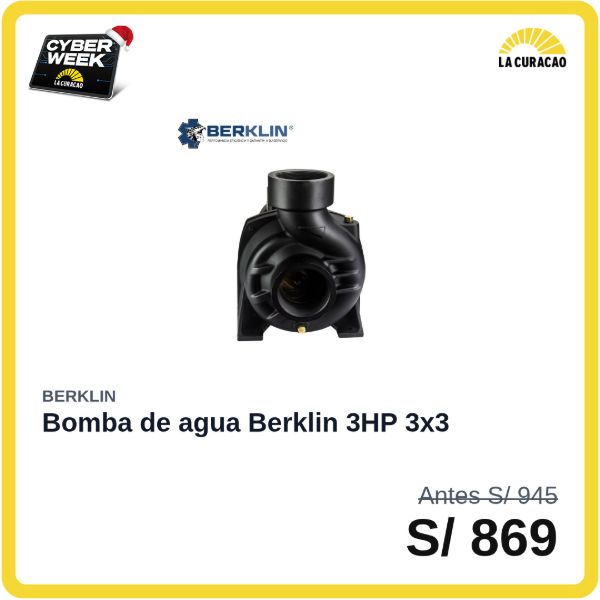 CYBER
WEEK
LA CURACAO
LA CURACAO
BERKLIN®
BERKLIN
Bomba de agua Berklin 3HP 3x3
Antes S/ 945
S/ 869